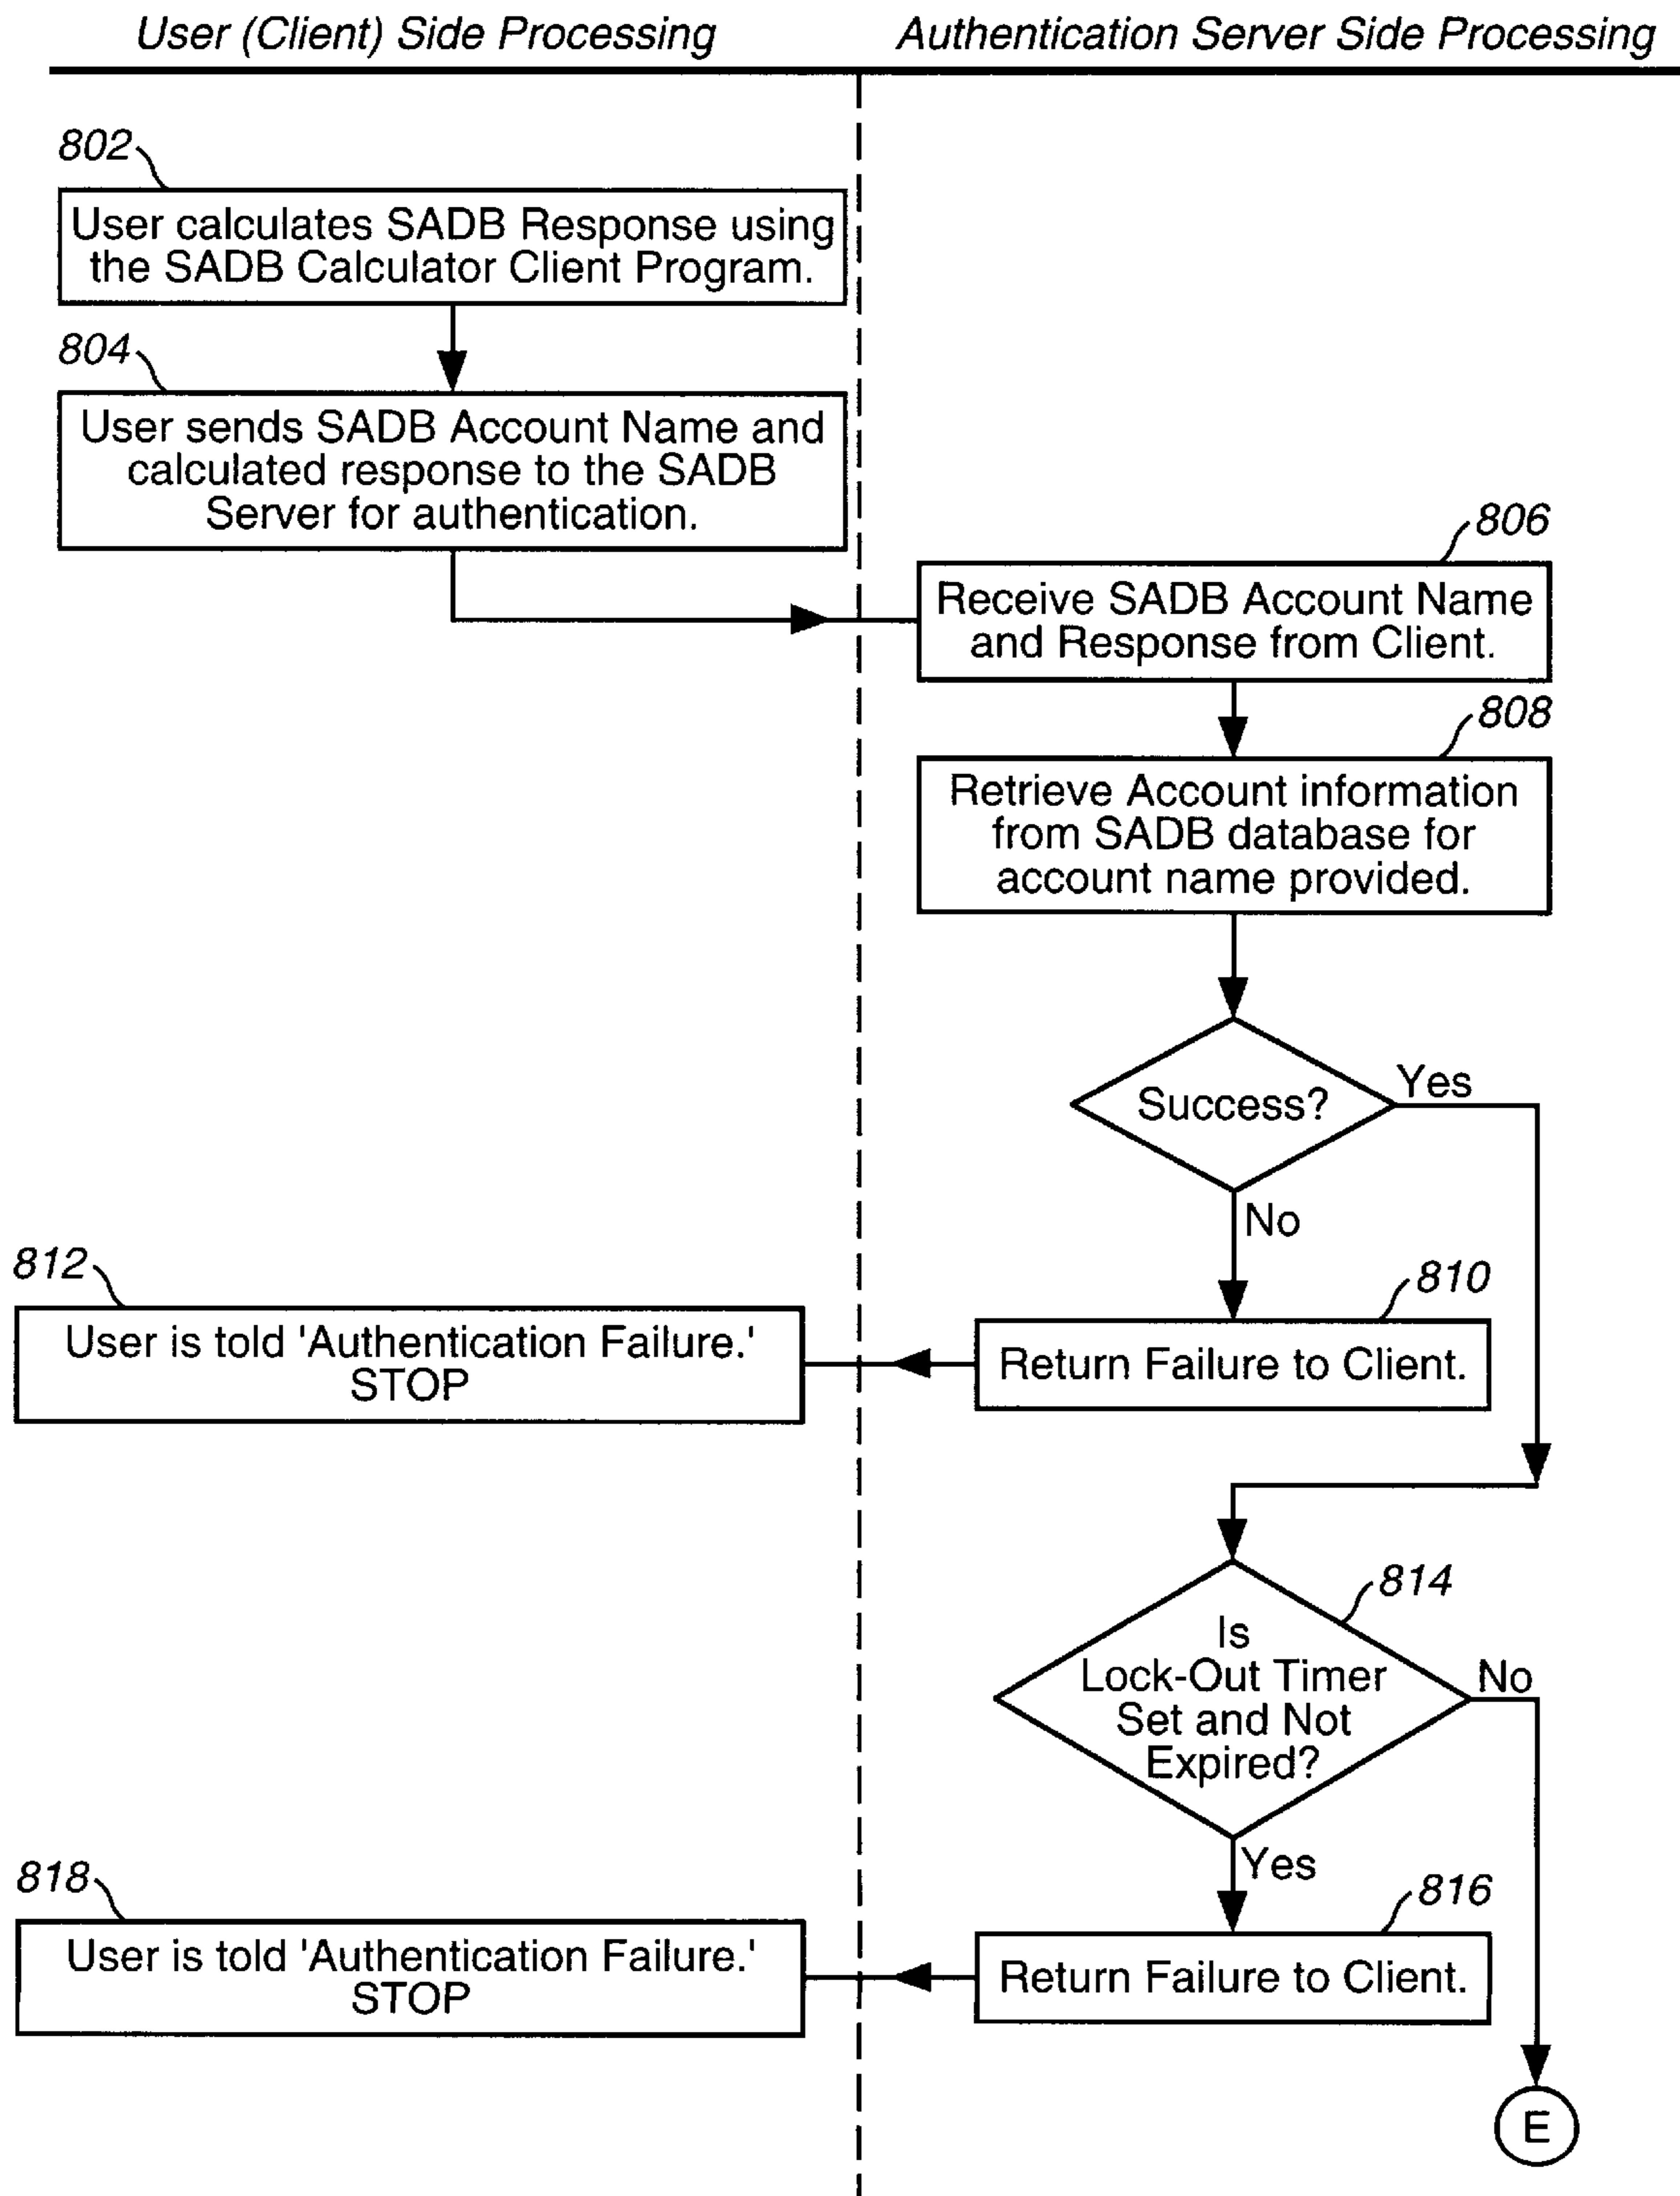 User (Client) Side Processing
Authentication Server Side Processing
802
User calculates SADB Response using
the SADB Calculator Client Program.
804
User sends SADB Account Name and
calculated response to the SADB
Server for authentication.
806
Receive SADB Account Name
and Response from Client.
808
Retrieve Account information
from SADB database for
account name provided.
Success?
Yes
No
812
User is told 'Authentication Failure.'
STOP
810
Return Failure to Client.
814
Is
Lock-Out Timer
Set and Not
Expired?
No
Yes
818
User is told 'Authentication Failure.'
STOP
816
Return Failure to Client.
E